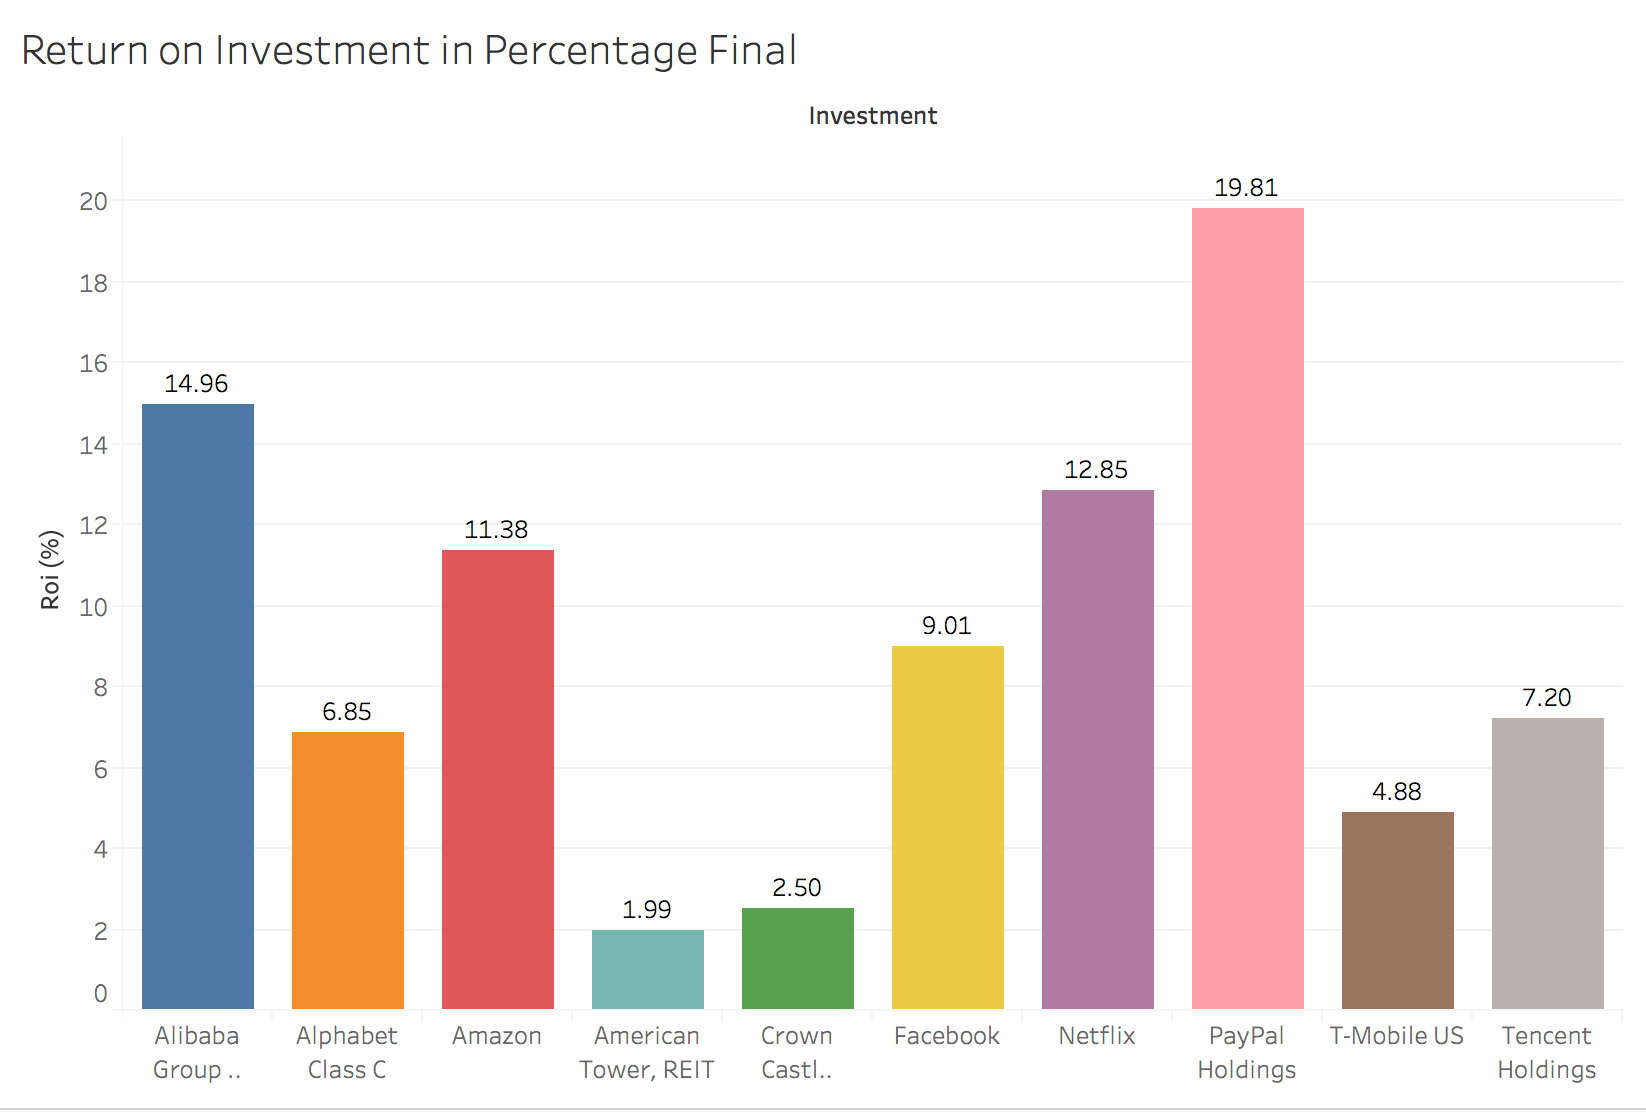 Return on Investment in Percentage Final
Investment
20
18
16
14
12
10
8
6
4
2
0
Roi (%)
14.96
6.85
11.38
1.99
2.50
9.01
12.85
19.81
4.88
7.20
Alibaba
Group ..
Alphabet
Class C
Amazon
American
Tower, REIT
Crown
Castl..
Facebook
Netflix
PayPal
Holdings
T-Mobile US
Tencent
Holdings